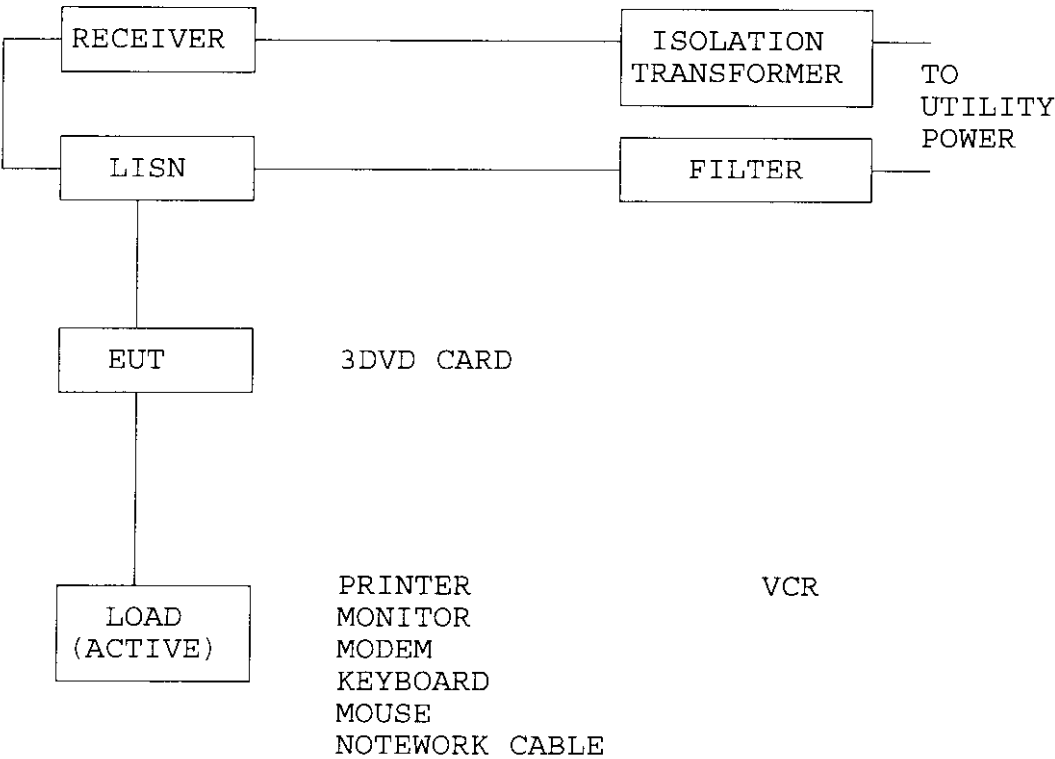 RECEIVER
ISOLATION
TRANSFORMER
TO
UTILITY
POWER
LISN
FILTER
EUT
3DVD CARD
LOAD
(ACTIVE)
PRINTER
MONITOR
MODEM
KEYBOARD
MOUSE
NOTEWORK CABLE
VCR